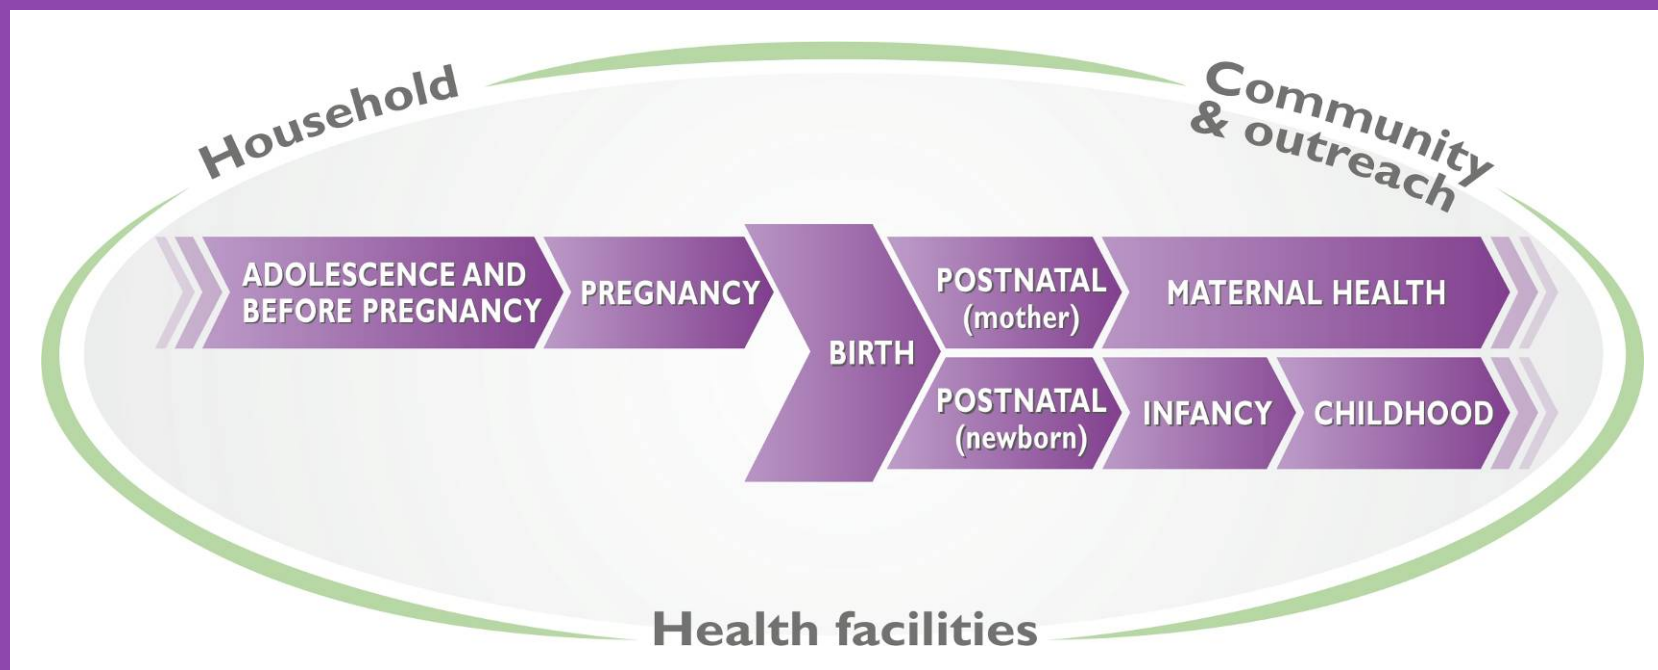 Household
Community
& outreach
ADOLESCENCE AND
BEFORE PREGNANCY
PREGNANCY
BIRTH
POSTNATAL
(mother)
MATERNAL HEALTH
POSTNATAL
(newborn)
INFANCY
CHILDHOOD
Health facilities